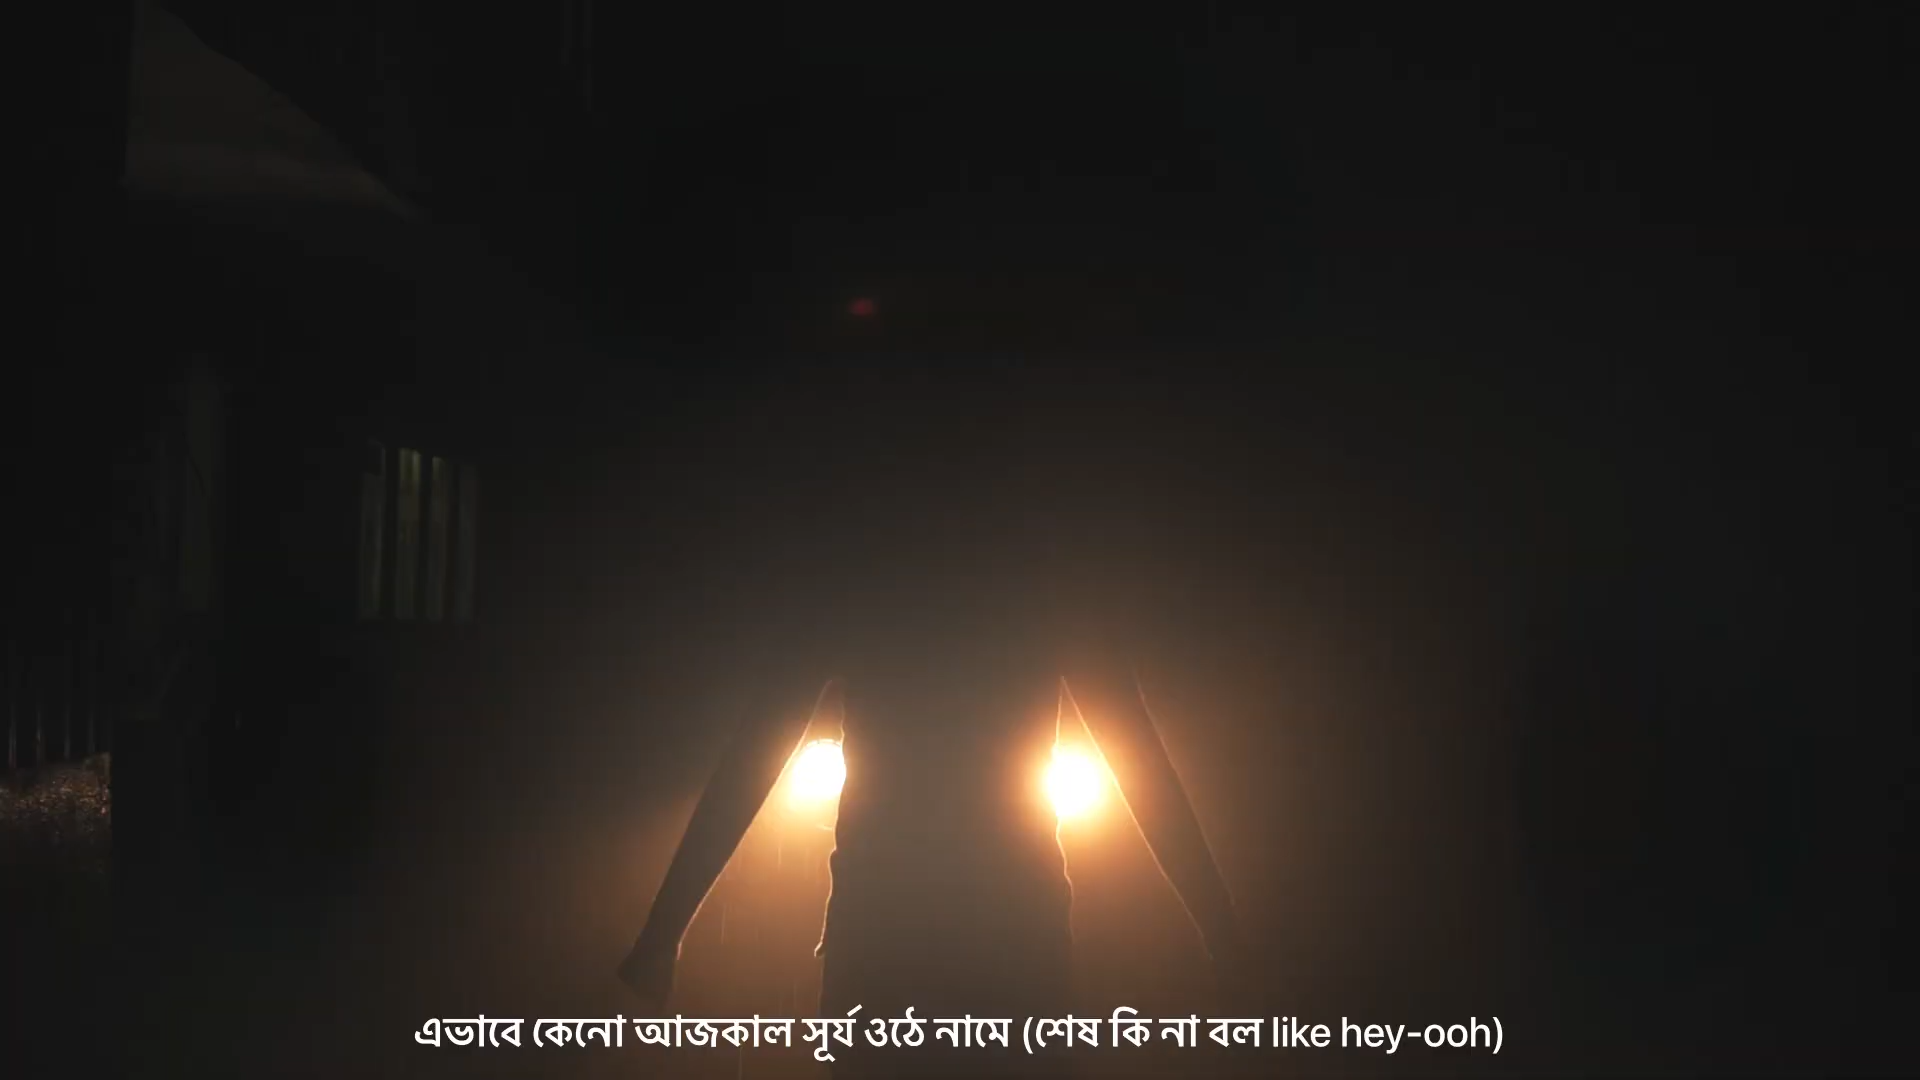 এভাবে কেনো আজকাল সূর্য ওঠে নামে (শেষ কি না বল like hey-ooh)